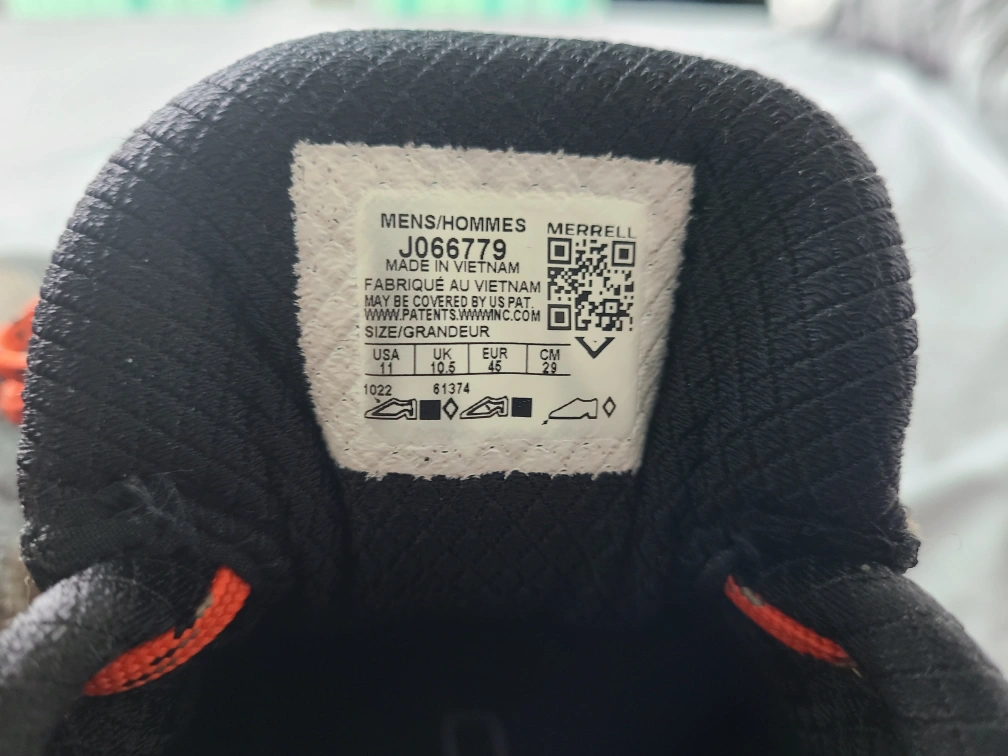 MENS/HOMMES
MERRELL
J066779
MADE IN VIETNAM
FABRIQUÉ AU VIETNAM
MAY BE COVERED BY US PAT.
WWW.PATENTS.WWWINC.COM
SIZE/GRANDEUR
USA UK EUR CM
11 10.5 45 29
1022 61374